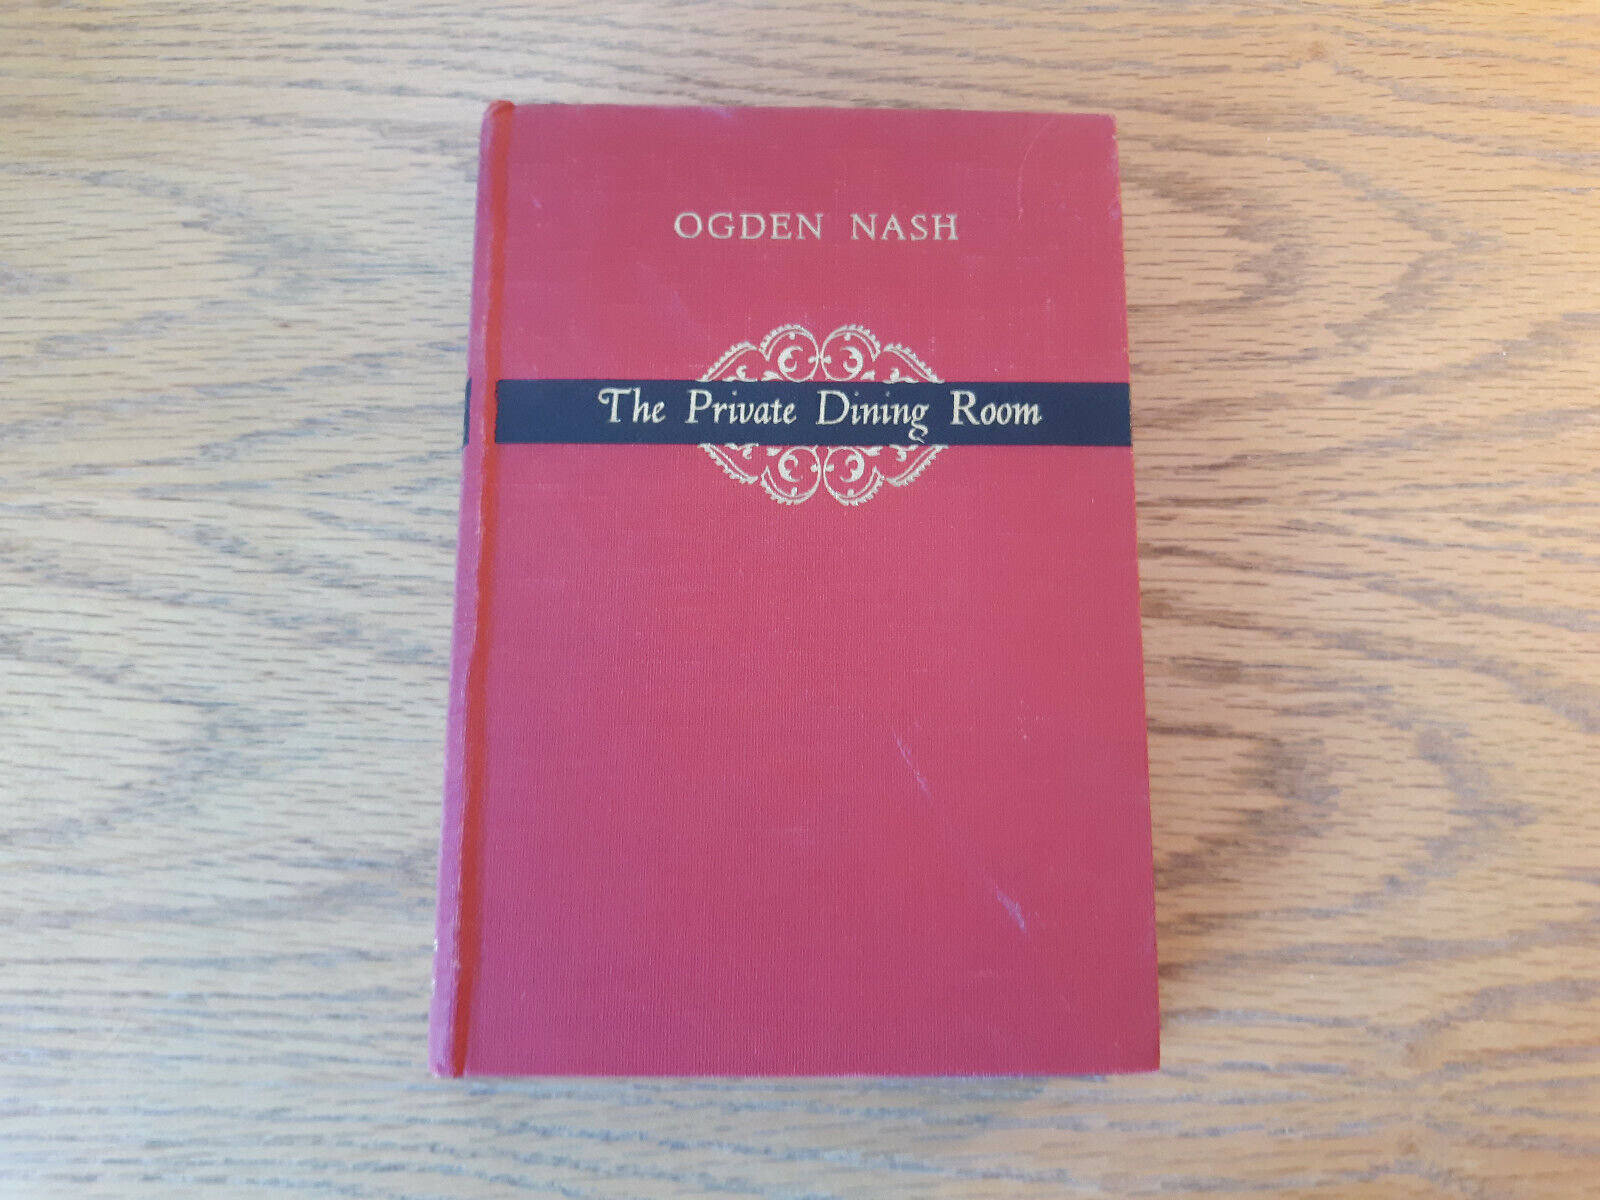 OGDEN NASH
The Private Dining Room